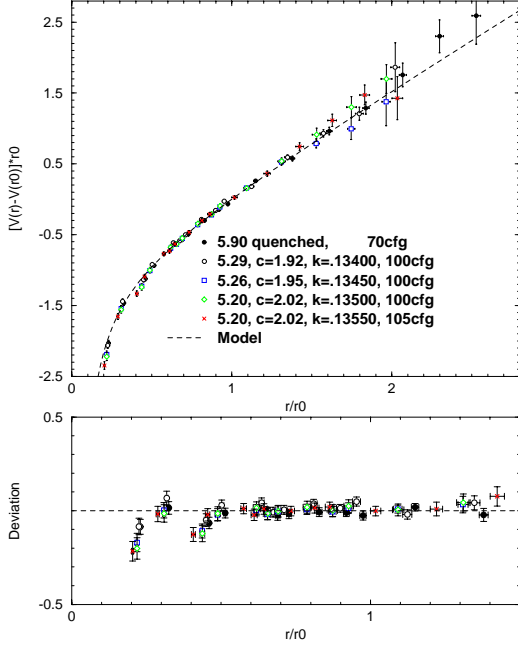 2.5
1.5
[V(r)-V(r0)]*r0
0.5
-0.5
5.90 quenched, 70cfg
5.29, c=1.92, k=.13400, 100cfg
5.26, c=1.95, k=.13450, 100cfg
5.20, c=2.02, k=.13500, 100cfg
-1.5
5.20, c=2.02, k=.13550, 105cfg
Model
-2.5
0 1 2
r/r0
0.5
Deviation
-0.5
0 1
r/r0